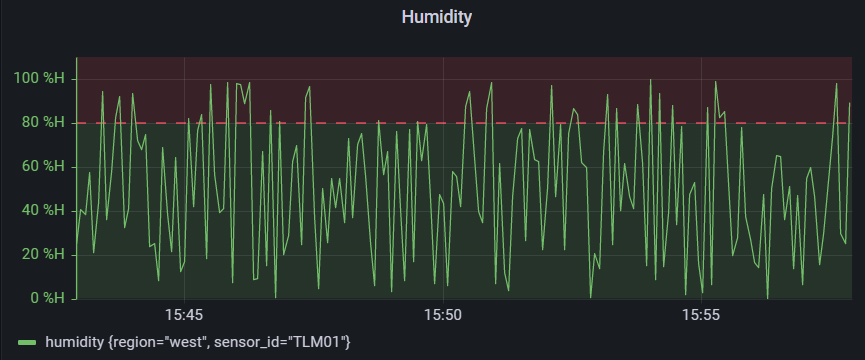 Humidity
100 %H
80 %H
60 %H
40 %H
20 %H
0 %H
15:45 15:50 15:55
humidity {region="west", sensor_id="TLM01"}